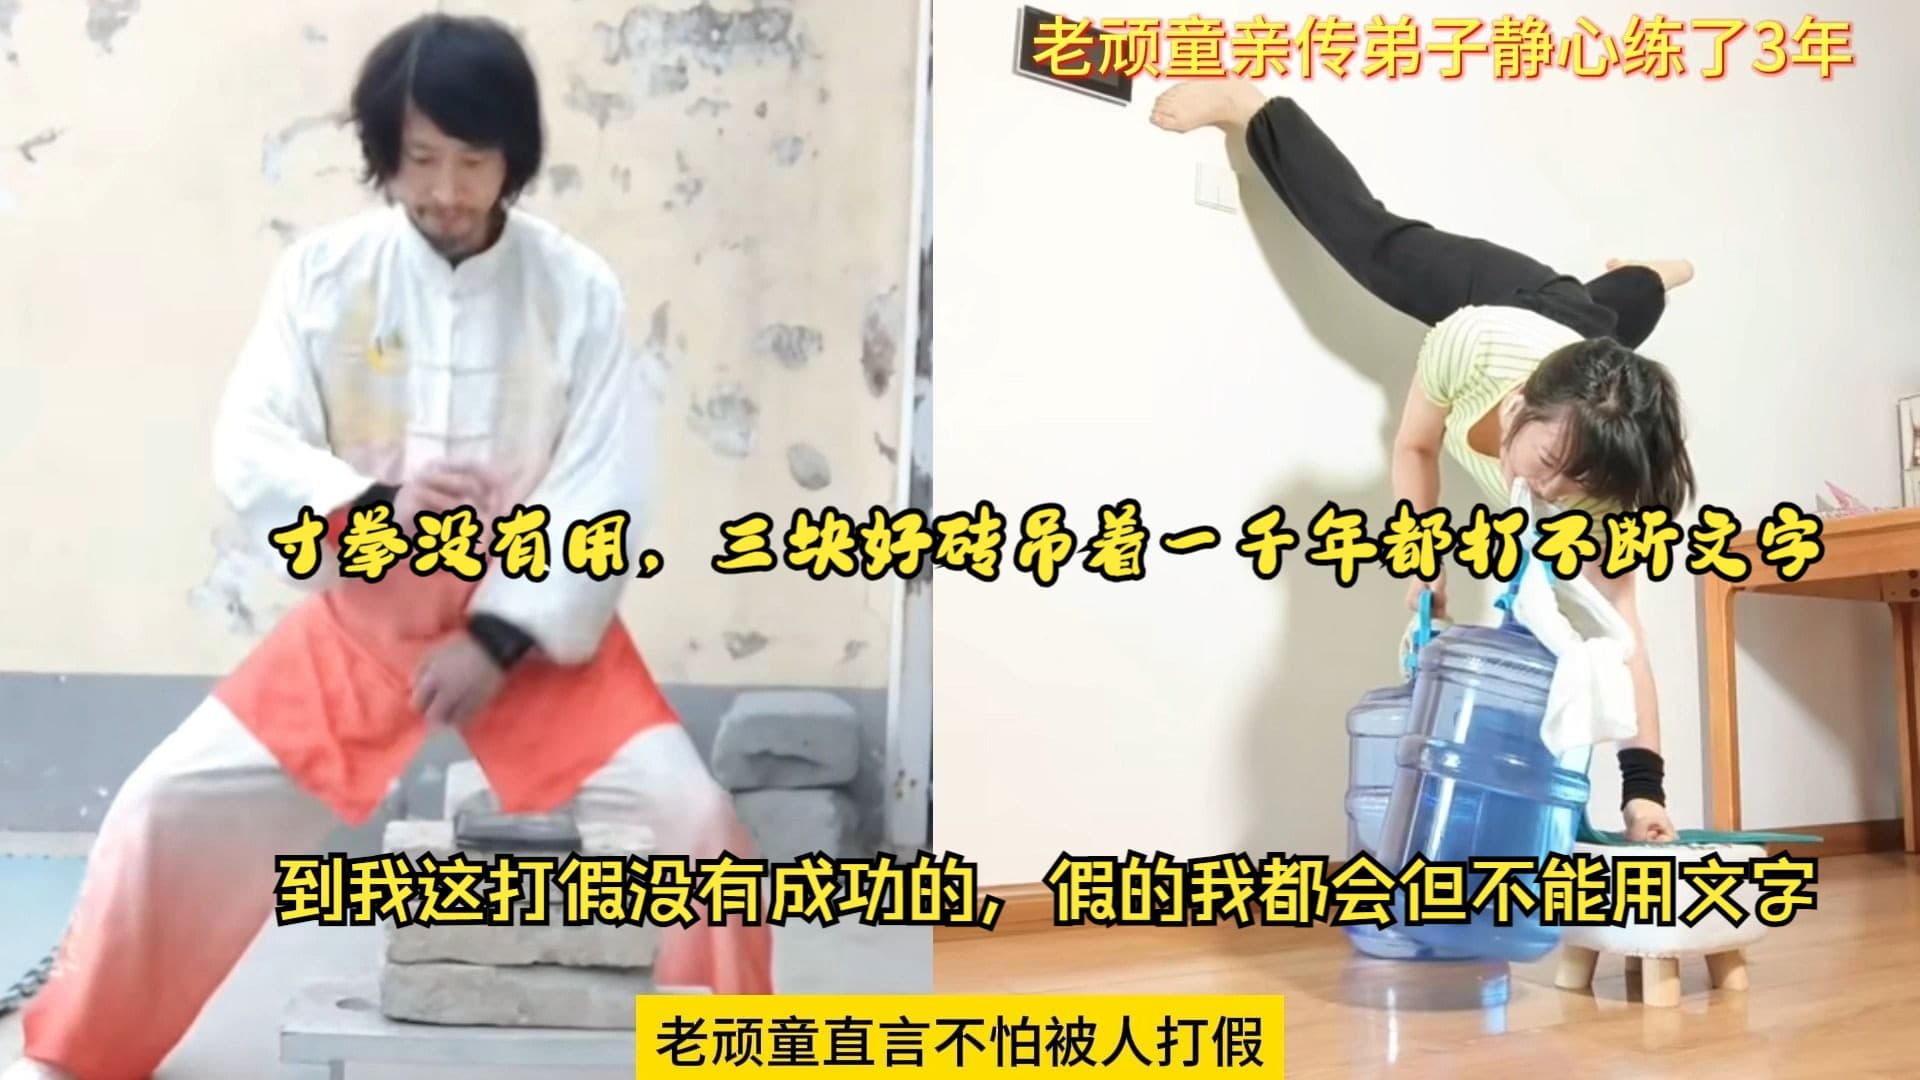 老顽童亲传弟子静心练了3年
寸拳没有用，三块好砖吊着一千年都打不断文字
到我这打假没有成功的，假的我都会但不能用文字
老顽童直言不怕被人打假